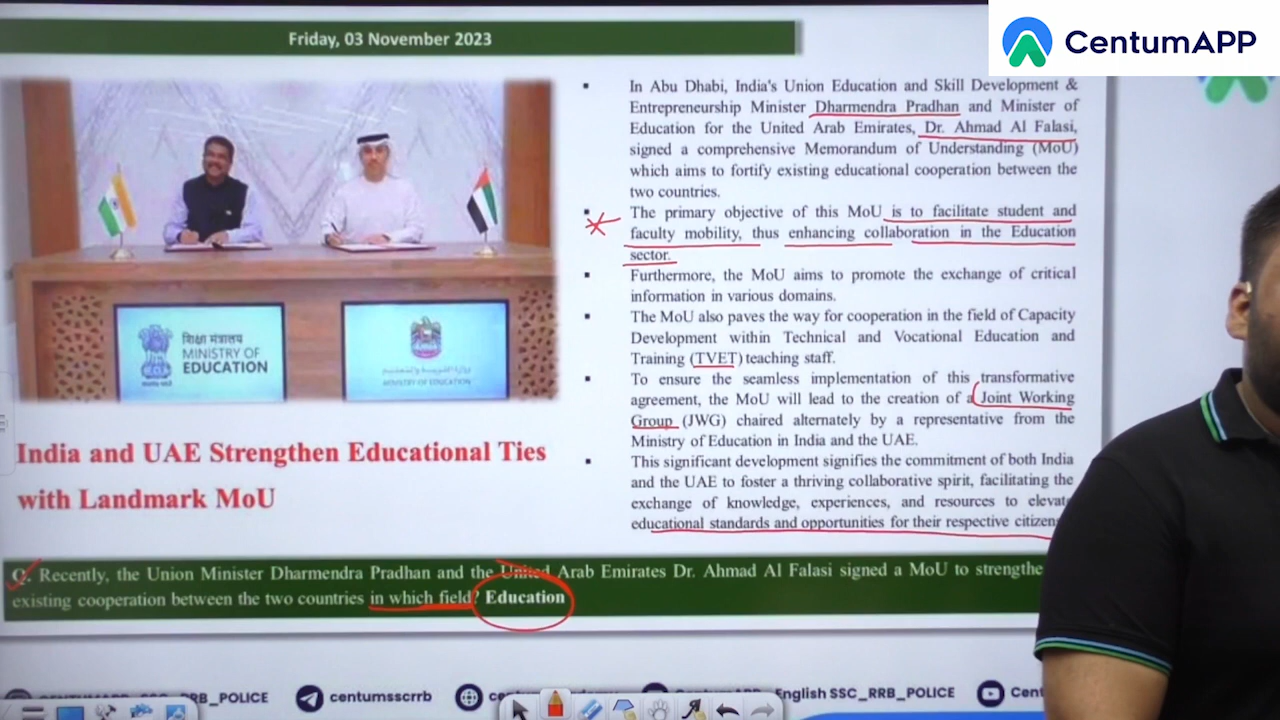 CentumAPP
Friday, 03 November 2023
In Abu Dhabi, India's Union Education and Skill Development &
Entrepreneurship Minister Dharmendra Pradhan and Minister of
Education for the United Arab Emirates, Dr. Ahmad Al Falasi,
signed a comprehensive Memorandum of Understanding (MoU)
which aims to fortify existing educational cooperation between the
two countries.
The primary objective of this MoU is to facilitate student and
faculty mobility, thus enhancing collaboration in the Education
sector.
Furthermore, the MoU aims to promote the exchange of critical
information in various domains.
The MoU also paves the way for cooperation in the field of Capacity
Development within Technical and Vocational Education and
Training (TVET) teaching staff.
To ensure the seamless implementation of this transformative
agreement, the MoU will lead to the creation of a Joint Working
Group (JWG) chaired alternately by a representative from the
Ministry of Education in India and the UAE.
This significant development signifies the commitment of both India
and the UAE to foster a thriving collaborative spirit, facilitating the
exchange of knowledge, experiences, and resources to elevate
educational standards and opportunities for their respective citizens
शिक्षा मंत्रालय
MINISTRY OF
EDUCATION
MINISTRY OF EDUCATION
India and UAE Strengthen Educational Ties
with Landmark MoU
Q. Recently, the Union Minister Dharmendra Pradhan and the United Arab Emirates Dr. Ahmad Al Falasi signed a MoU to strengthe
existing cooperation between the two countries in which field? Education
RRB_POLICE
centumsscrrb
English SSC_RRB_POLICE
Cent